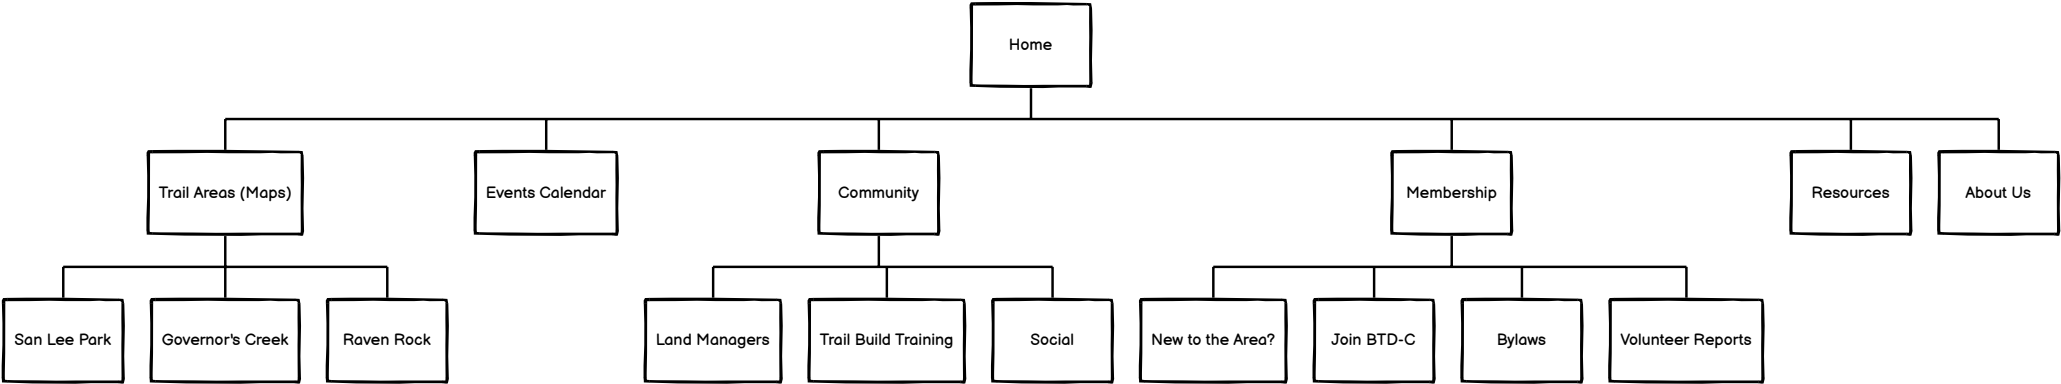 Home
Trail Areas (Maps)
Events Calendar
Community
Membership
Resources
About Us
San Lee Park
Governor's Creek
Raven Rock
Land Managers
Trail Build Training
Social
New to the Area?
Join BTD-C
Bylaws
Volunteer Reports